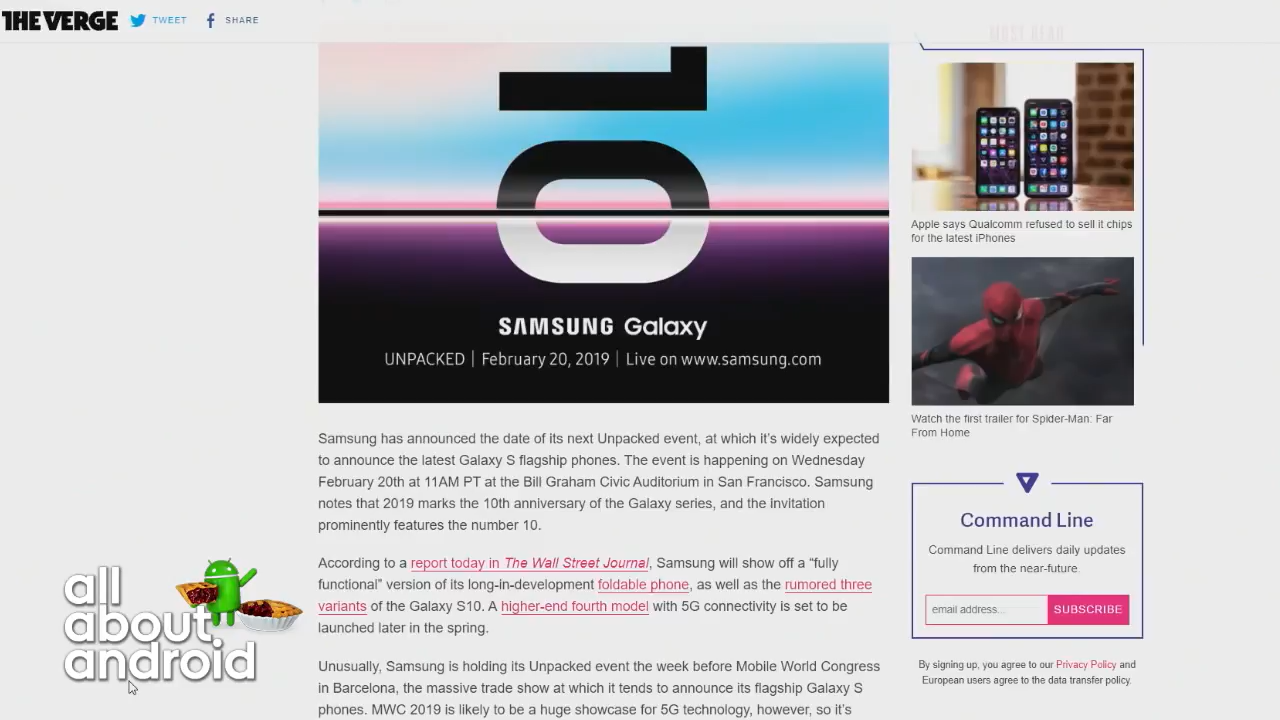 THE VERGE
TWEET
SHARE
10
SAMSUNG Galaxy
UNPACKED | February 20, 2019 | Live on www.samsung.com
Samsung has announced the date of its next Unpacked event, at which it's widely expected
to announce the latest Galaxy S flagship phones. The event is happening on Wednesday
February 20th at 11AM PT at the Bill Graham Civic Auditorium in San Francisco. Samsung
notes that 2019 marks the 10th anniversary of the Galaxy series, and the invitation
prominently features the number 10.
According to a report today in The Wall Street Journal, Samsung will show off a “fully
functional” version of its long-in-development foldable phone, as well as the rumored three
variants of the Galaxy S10. A higher-end fourth model with 5G connectivity is set to be
launched later in the spring.
Unusually, Samsung is holding its Unpacked event the week before Mobile World Congress
in Barcelona, the massive trade show at which it tends to announce its flagship Galaxy S
phones. MWC 2019 is likely to be a huge showcase for 5G technology, however, so it's
MOST READ
Apple says Qualcomm refused to sell it chips
for the latest iPhones
Watch the first trailer for Spider-Man: Far
From Home
Command Line
Command Line delivers daily updates
from the near-future.
email address...
SUBSCRIBE
By signing up, you agree to our Privacy Policy and
European users agree to the data transfer policy.
all
about
android